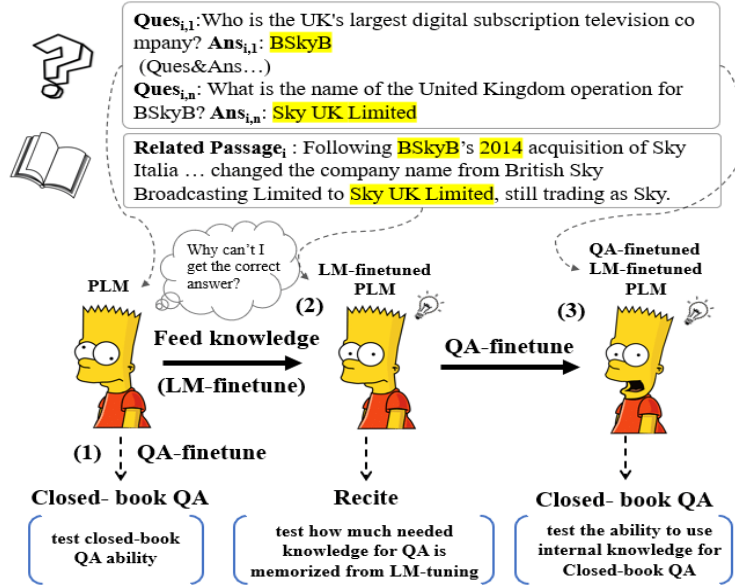 Ques_{i,1}:Who is the UK's largest digital subscription television co
mpany? Ans_{i,1}: BSkyB
(Ques&Ans…)
Ques_{i,n}: What is the name of the United Kingdom operation for
BSkyB? Ans_{i,n}: Sky UK Limited
Related Passage_i : Following BSkyB's 2014 acquisition of Sky
Italia … changed the company name from British Sky
Broadcasting Limited to Sky UK Limited, still trading as Sky.
Why can't I
get the correct
answer?
PLM
(2)
LM-finetuned
PLM
QA-finetuned
LM-finetuned
PLM
(3)
Feed knowledge
(LM-finetune)
QA-finetune
(1) QA-finetune
Closed- book QA
test closed-book
QA ability
Recite
test how much needed
knowledge for QA is
memorized from LM-tuning
Closed- book QA
test the ability to use
internal knowledge for
Closed-book QA